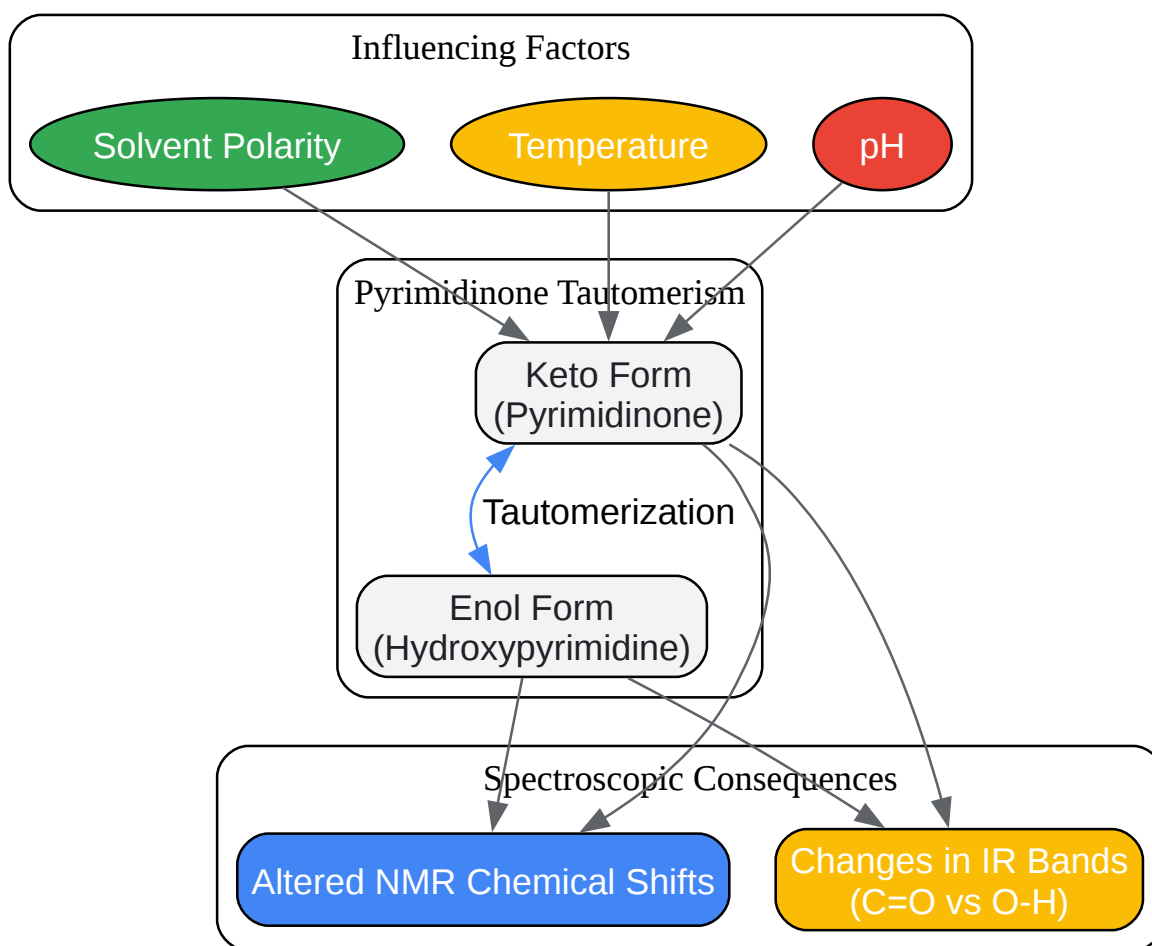 Influencing Factors
Solvent Polarity
Temperature
pH
Pyrimidinone Tautomerism
Keto Form
(Pyrimidinone)
Tautomerization
Enol Form
(Hydroxypyrimidine)
Spectroscopic Consequences
Altered NMR Chemical Shifts
Changes in IR Bands
(C=O vs O-H)